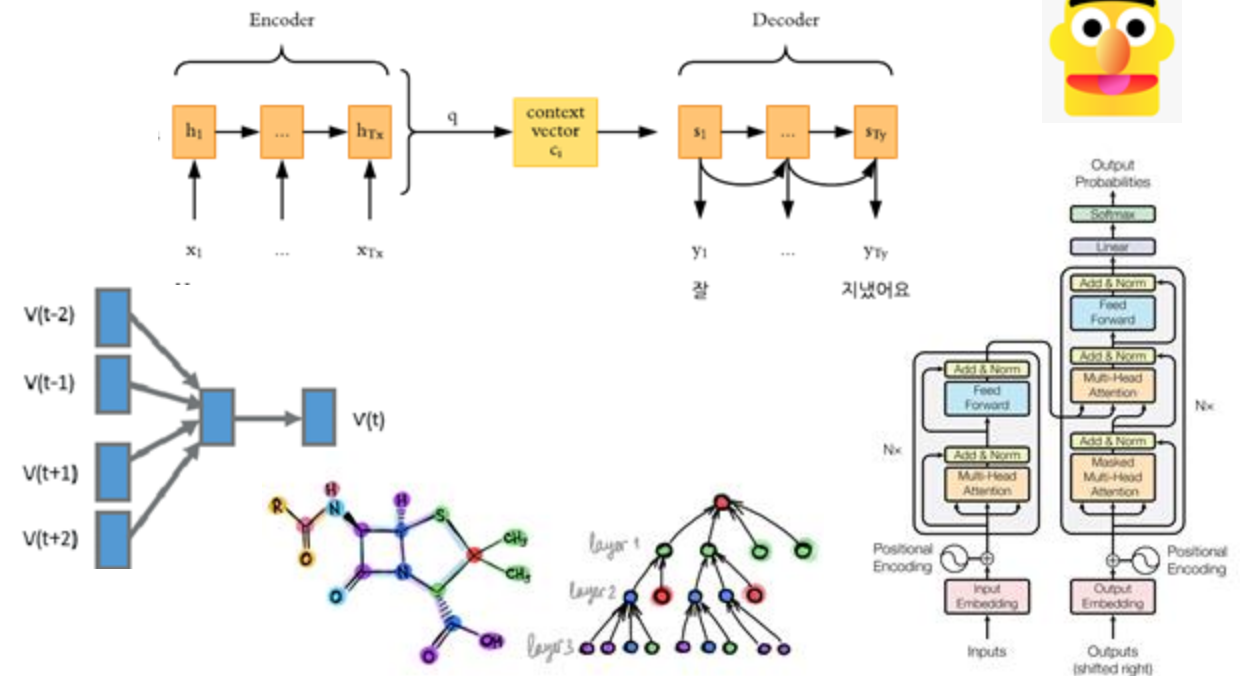 Encoder
Decoder
h1
...
hTx
q
context
vector
ci
s1
...
sTy
x1
...
xTx
y1
...
yTy
잘
지냈어요
V(t-2)
V(t-1)
V(t+1)
V(t+2)
V(t)
R
H
N
O
H
S
N
O
CH3
CH3
O
OH
layer 1
layer 2
layer 3
Output
Probabilities
Softmax
Linear
Add & Norm
Feed
Forward
Add & Norm
Multi-Head
Attention
Add & Norm
Masked
Multi-Head
Attention
Nx
Add & Norm
Feed
Forward
Nx
Add & Norm
Multi-Head
Attention
Positional
Encoding
Positional
Encoding
Input
Embedding
Output
Embedding
Inputs
Outputs
(shifted right)